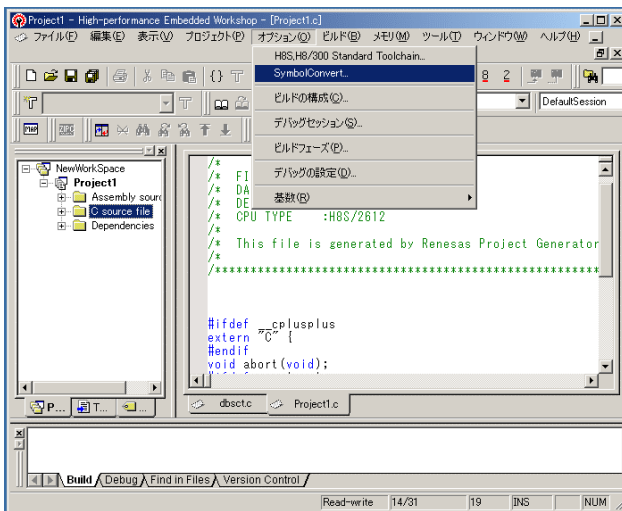 Project1 - High-performance Embedded Workshop - [Project1.c]
ファイル(F) 編集(E) 表示(V) プロジェクト(P) オプション(O) ビルド(B) メモリ(M) ツール(T) ウィンドウ(W) ヘルプ(H)
H8S,H8/300 Standard Toolchain...
SymbolConvert...
ビルドの構成(C)...
デバッグセッション(S)...
ビルドフェーズ(P)...
デバッグの設定(D)...
基数(R)
DefaultSession
NewWorkSpace
Project1
Assembly sour
C source file
Dependencies
/*
/* FI
/* DA
/* DE
/* CPU TYPE :H8S/2612
/*
/* This file is generated by Renesas Project Generator
/*
/*******************************************************
#ifdef __cplusplus
extern "C" {
#endif
void abort(void);
P... T... ...
dbsct.c Project1.c
Build Debug Find in Files Version Control
Read-write 14/31 19 INS NUM